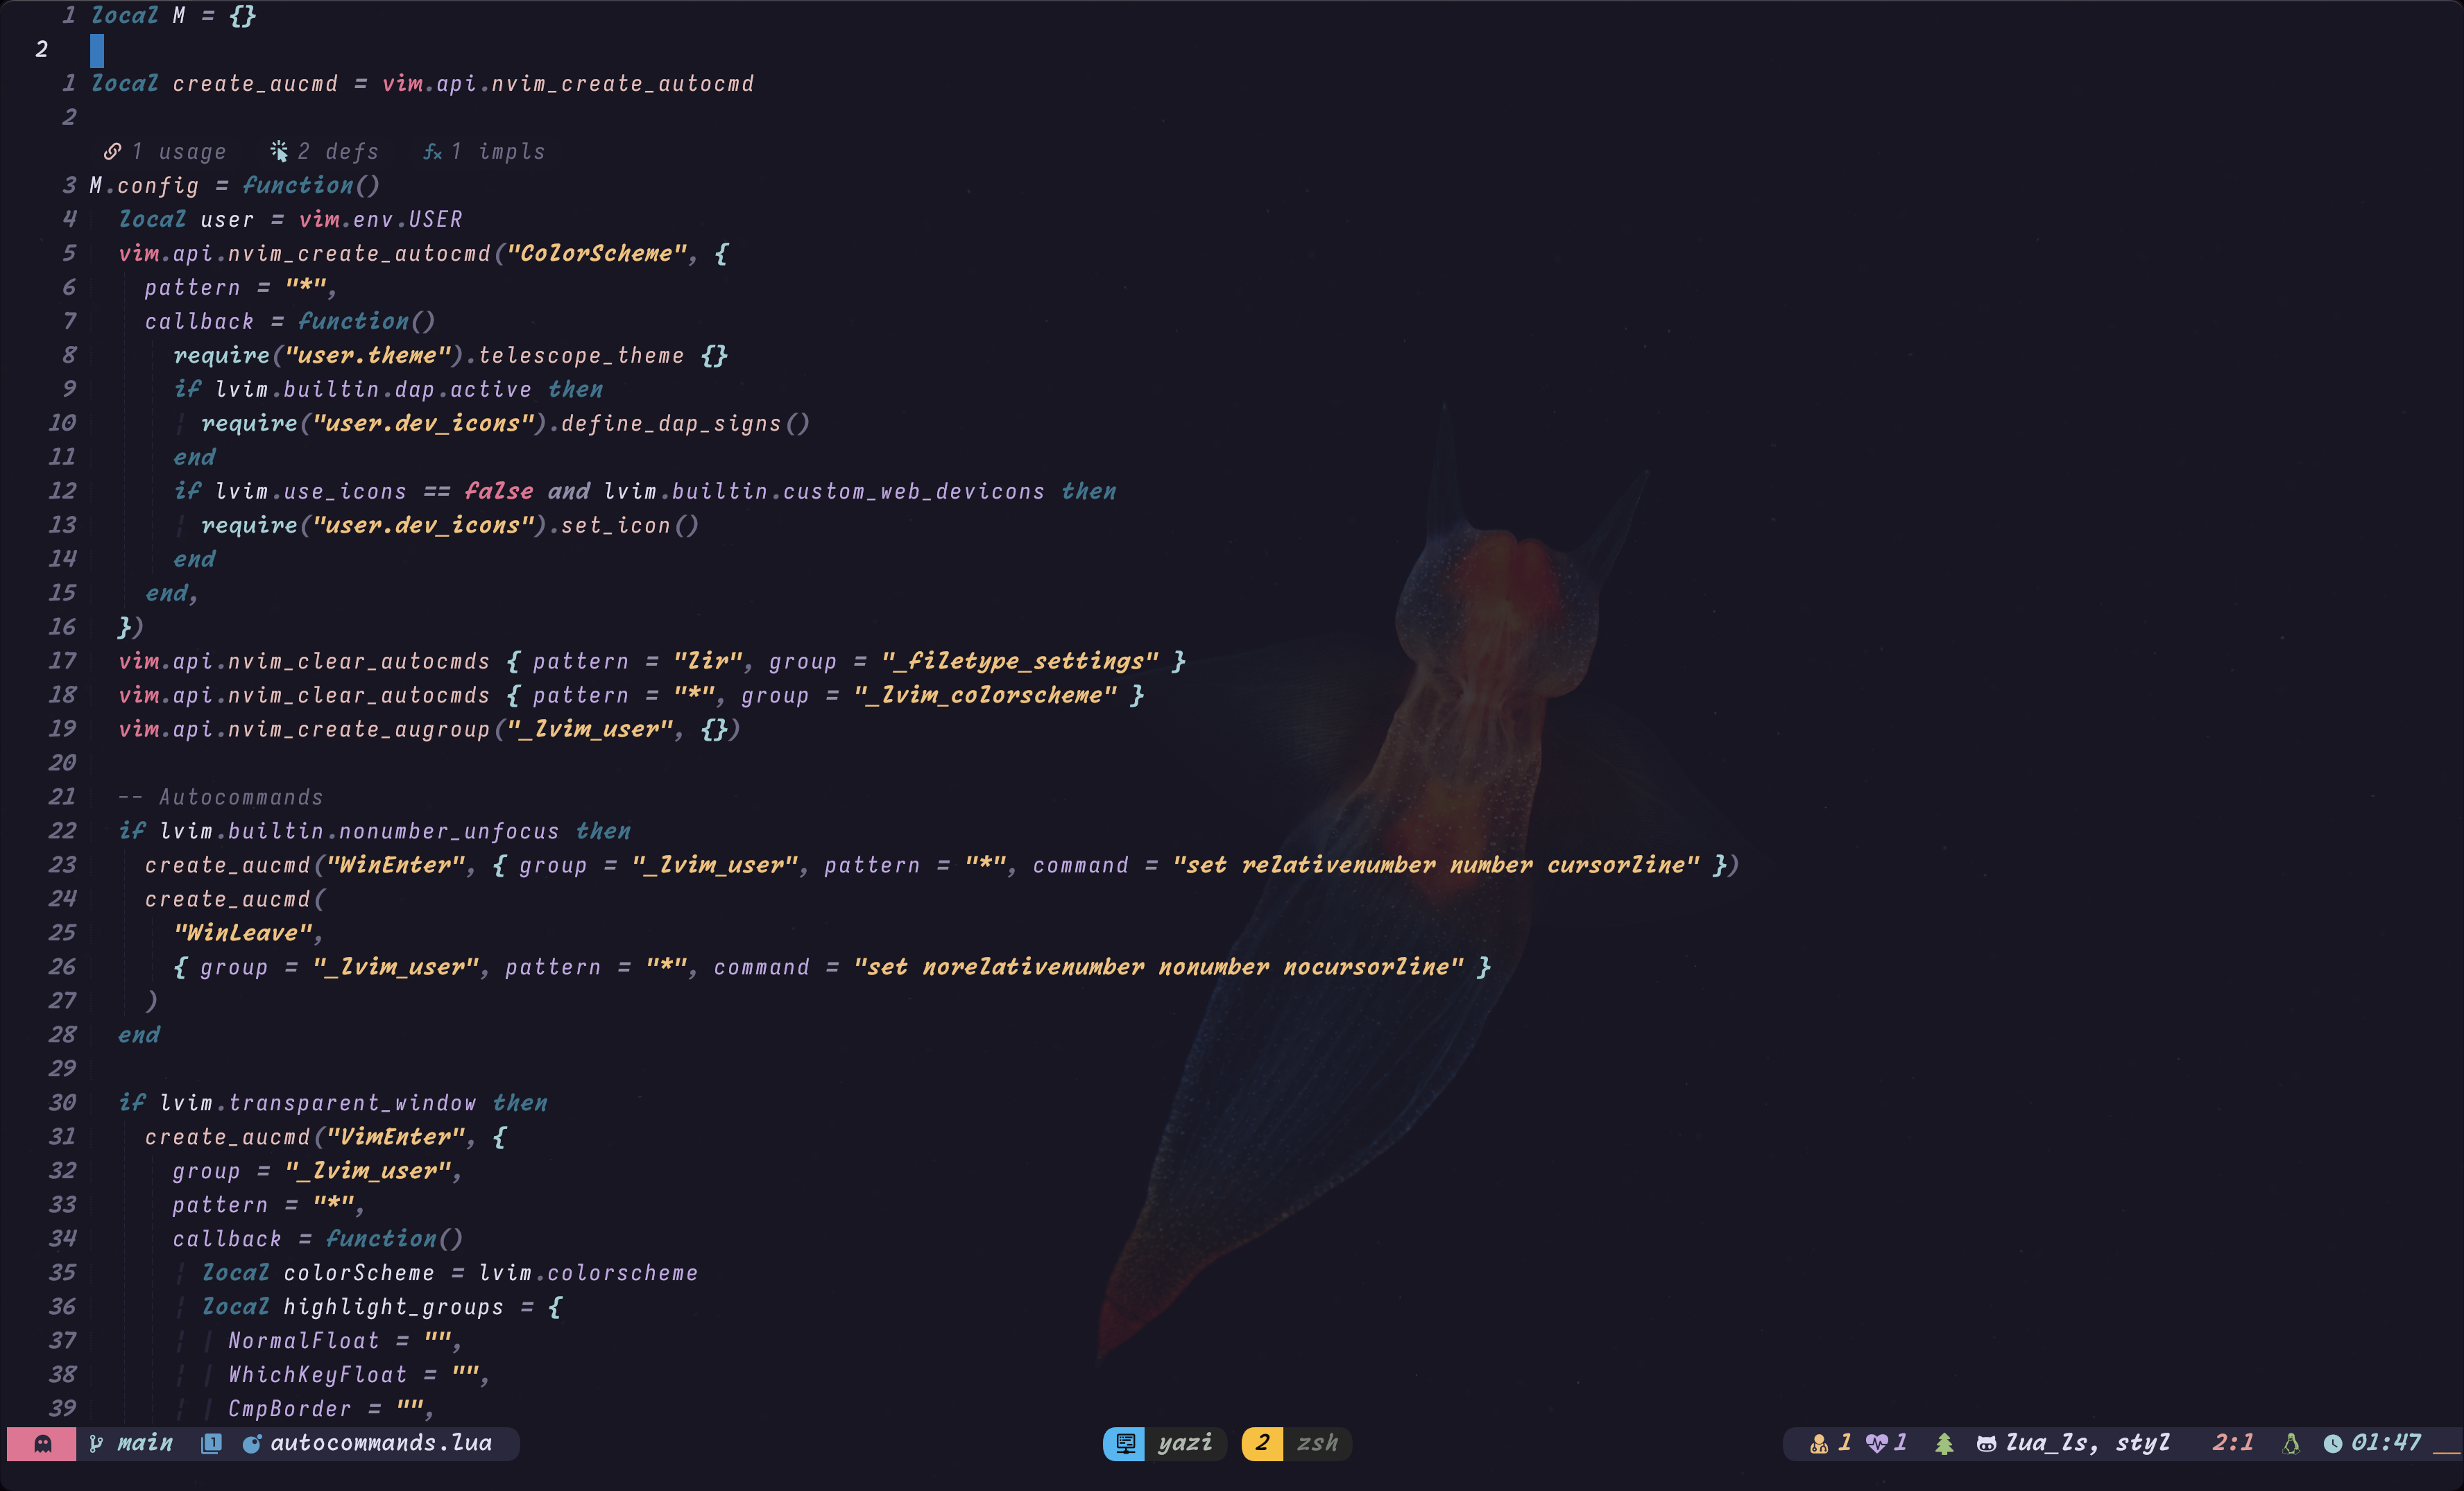 1 local M = {}
2
1 local create_aucmd = vim.api.nvim_create_autocmd
2
1 usage 2 defs fx 1 impls
3 M.config = function()
4 local user = vim.env.USER
5 vim.api.nvim_create_autocmd("ColorScheme", {
6 pattern = "*",
7 callback = function()
8 require("user.theme").telescope_theme {}
9 if lvim.builtin.dap.active then
10 require("user.dev_icons").define_dap_signs()
11 end
12 if lvim.use_icons == false and lvim.builtin.custom_web_devicons then
13 require("user.dev_icons").set_icon()
14 end
15 end,
16 })
17 vim.api.nvim_clear_autocmds { pattern = "lir", group = "_filetype_settings" }
18 vim.api.nvim_clear_autocmds { pattern = "*", group = "_lvim_colorscheme" }
19 vim.api.nvim_create_augroup("_lvim_user", {})
20
21 -- Autocommands
22 if lvim.builtin.nonumber_unfocus then
23 create_aucmd("WinEnter", { group = "_lvim_user", pattern = "*", command = "set relativenumber number cursorline" })
24 create_aucmd(
25 "WinLeave",
26 { group = "_lvim_user", pattern = "*", command = "set norelativenumber nonumber nocursorline" }
27 )
28 end
29
30 if lvim.transparent_window then
31 create_aucmd("VimEnter", {
32 group = "_lvim_user",
33 pattern = "*",
34 callback = function()
35 local colorScheme = lvim.colorscheme
36 local highlight_groups = {
37 NormalFloat = "",
38 WhichKeyFloat = "",
39 CmpBorder = "",
main 1 autocommands.lua yazi 2 zsh 1 1 lua_ls, styl 2:1 01:47 __